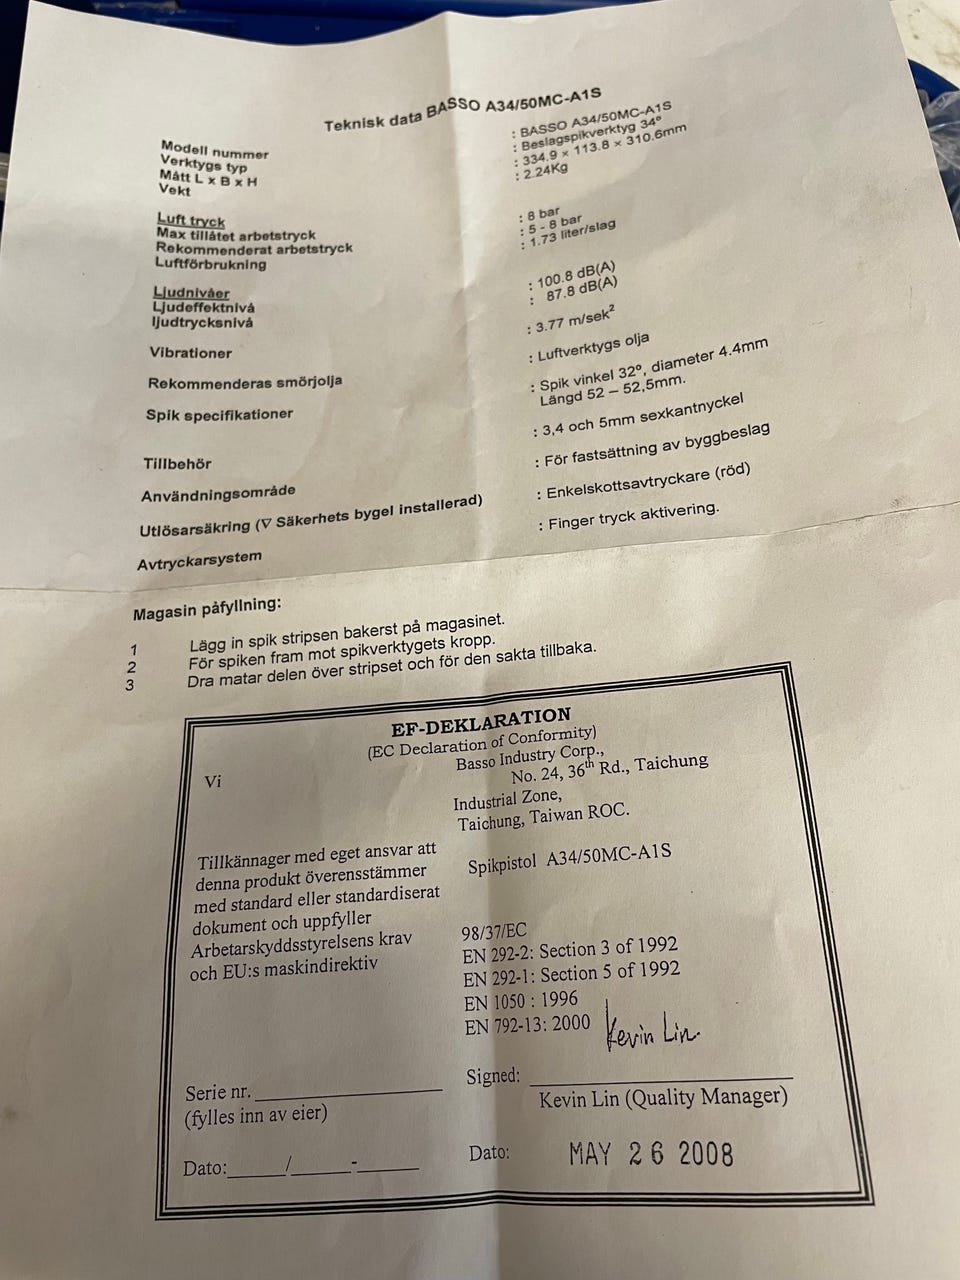 Teknisk data BASSO A34/50MC-A1S
Modell nummer : BASSO A34/50MC-A1S
Verktygs typ : Beslagspikverktyg 34°
Mått L x B x H : 334.9 × 113.8 × 310.6mm
Vekt : 2.24Kg
Luft tryck
Max tillåtet arbetstryck : 8 bar
Rekommenderat arbetstryck : 5 - 8 bar
Luftförbrukning : 1.73 liter/slag
Ljudnivåer
Ljudeffektnivå : 100.8 dB(A)
ljudtrycksnivå : 87.8 dB(A)
Vibrationer : 3.77 m/sek²
Rekommenderas smörjolja : Luftverktygs olja
Spik specifikationer : Spik vinkel 32°, diameter 4.4mm
Längd 52 – 52,5mm.
Tillbehör : 3,4 och 5mm sexkantnyckel
Användningsområde : För fastsättning av byggbeslag
Utlösarsäkring (∇ Säkerhets bygel installerad) : Enkelskottsavtryckare (röd)
Avtryckarsystem : Finger tryck aktivering.
Magasin påfyllning:
1 Lägg in spik stripsen bakerst på magasinet.
2 För spiken fram mot spikverktygets kropp.
3 Dra matar delen över stripset och för den sakta tillbaka.
EF-DEKLARATION
(EC Declaration of Conformity)
Vi Basso Industry Corp.,
No. 24, 36th Rd., Taichung
Industrial Zone,
Taichung, Taiwan ROC.
Tillkännager med eget ansvar att
denna produkt överensstämmer
med standard eller standardiserat
dokument och uppfyller
Arbetarskyddsstyrelsens krav
och EU:s maskindirektiv
Spikpistol A34/50MC-A1S
98/37/EC
EN 292-2: Section 3 of 1992
EN 292-1: Section 5 of 1992
EN 1050 : 1996
EN 792-13: 2000
Kevin Lin
Serie nr. Signed:
(fylles inn av eier) Kevin Lin (Quality Manager)
Dato: / - Dato: MAY 26 2008